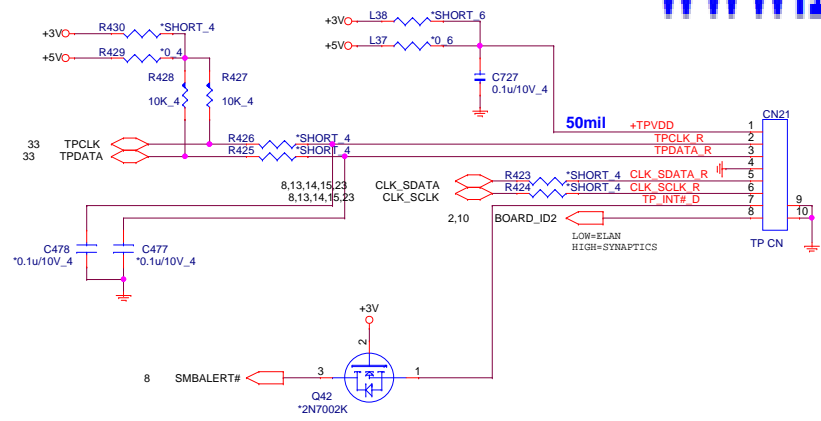 +3V R430 *SHORT_4
+5V R429 *0_4
R428 R427
10K_4 10K_4
+3V L38 *SHORT_6
+5V L37 *0_6
C727
0.1u/10V_4
33 TPCLK R426 *SHORT_4
33 TPDATA R425 *SHORT_4
50mil
CN21
+TPVDD 1
TPCLK_R 2
TPDATA_R 3
4
8,13,14,15,23 CLK_SDATA R423 *SHORT_4 CLK_SDATA_R 5
8,13,14,15,23 CLK_SCLK R424 *SHORT_4 CLK_SCLK_R 6
TP_INT#_D 7
2,10 BOARD_ID2 8
9
10
LOW=ELAN
HIGH=SYNAPTICS
TP CN
C478 C477
*0.1u/10V_4 *0.1u/10V_4
+3V
2
8 SMBALERT# 3 1
Q42
*2N7002K